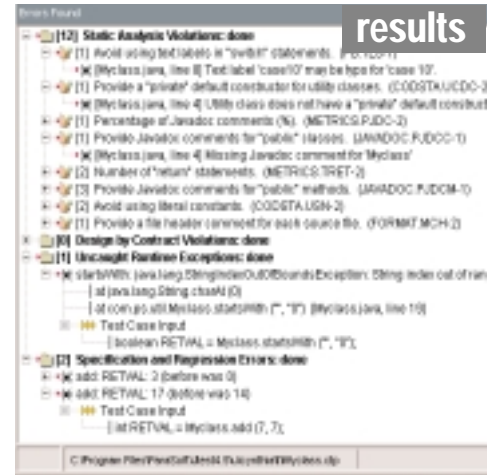 Errors Found
results
[12] Static Analysis Violations: done
[1] Avoid using text labels in "switch" statements.
[Myclass.java, line 8] Text label 'case10' may be typo for 'case 10'.
[1] Provide a "private" default constructor for utility classes. (CODSTA.UCDC-3
[Myclass.java, line 4] Utility class does not have a "private" default construct
[1] Percentage of Javadoc comments (%). (METRICS.PJDC-2)
[1] Provide Javadoc comments for "public" classes. (JAVADOC.PJDCC-1)
[Myclass.java, line 4] Missing Javadoc comment for 'Myclass'
[2] Number of "return" statements. (METRICS.TRET-2)
[3] Provide Javadoc comments for "public" methods. (JAVADOC.PJDCM-1)
[2] Avoid using literal constants. (CODSTA.USN-2)
[1] Provide a file header comment for each source file. (FORMAT.MCH-2)
[0] Design by Contract Violations: done
[1] Uncaught Runtime Exceptions: done
startsWith: java.lang.StringIndexOutOfBoundsException: String index out of ran
at java.lang.String.charAt (0)
at com.ps.util.Myclass.startsWith ("", "0") [Myclass.java, line 19]
Test Case Input
boolean RETVAL = Myclass.startsWith ("", "0");
[2] Specification and Regression Errors: done
add: RETVAL: 3 (before was 0)
add: RETVAL: 17 (before was 14)
Test Case Input
int RETVAL = Myclass.add (7, 7);